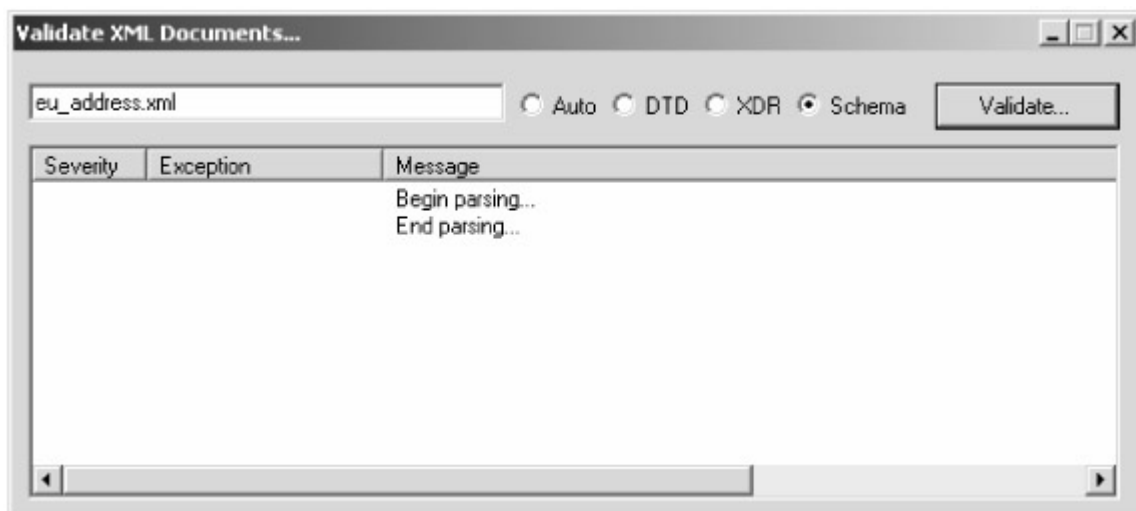 Validate XML Documents...
eu_address.xml Auto DTD XDR Schema Validate...
Severity Exception Message
Begin parsing...
End parsing...